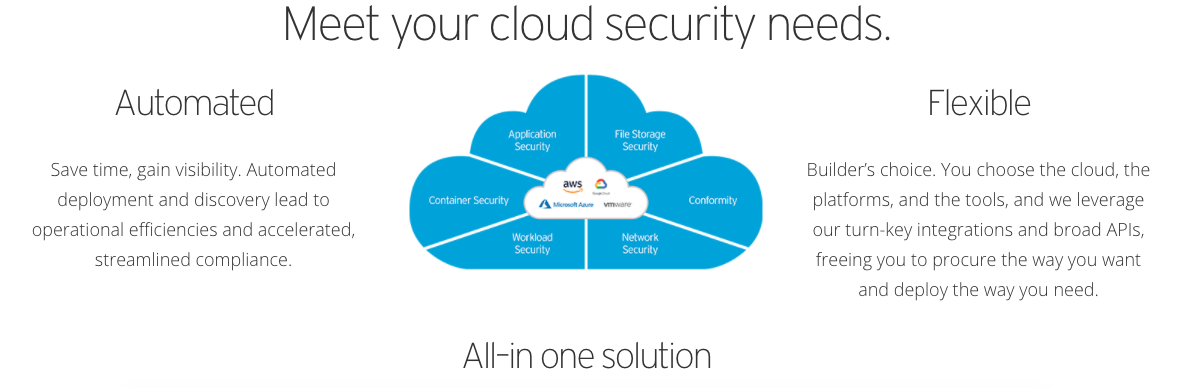 Meet your cloud security needs.
Automated
Save time, gain visibility. Automated
deployment and discovery lead to
operational efficiencies and accelerated,
streamlined compliance.
Application
Security
File Storage
Security
Container Security
aws
Google Cloud
Microsoft Azure
vmware
Conformity
Workload
Security
Network
Security
Flexible
Builder’s choice. You choose the cloud, the
platforms, and the tools, and we leverage
our turn-key integrations and broad APIs,
freeing you to procure the way you want
and deploy the way you need.
All-in one solution